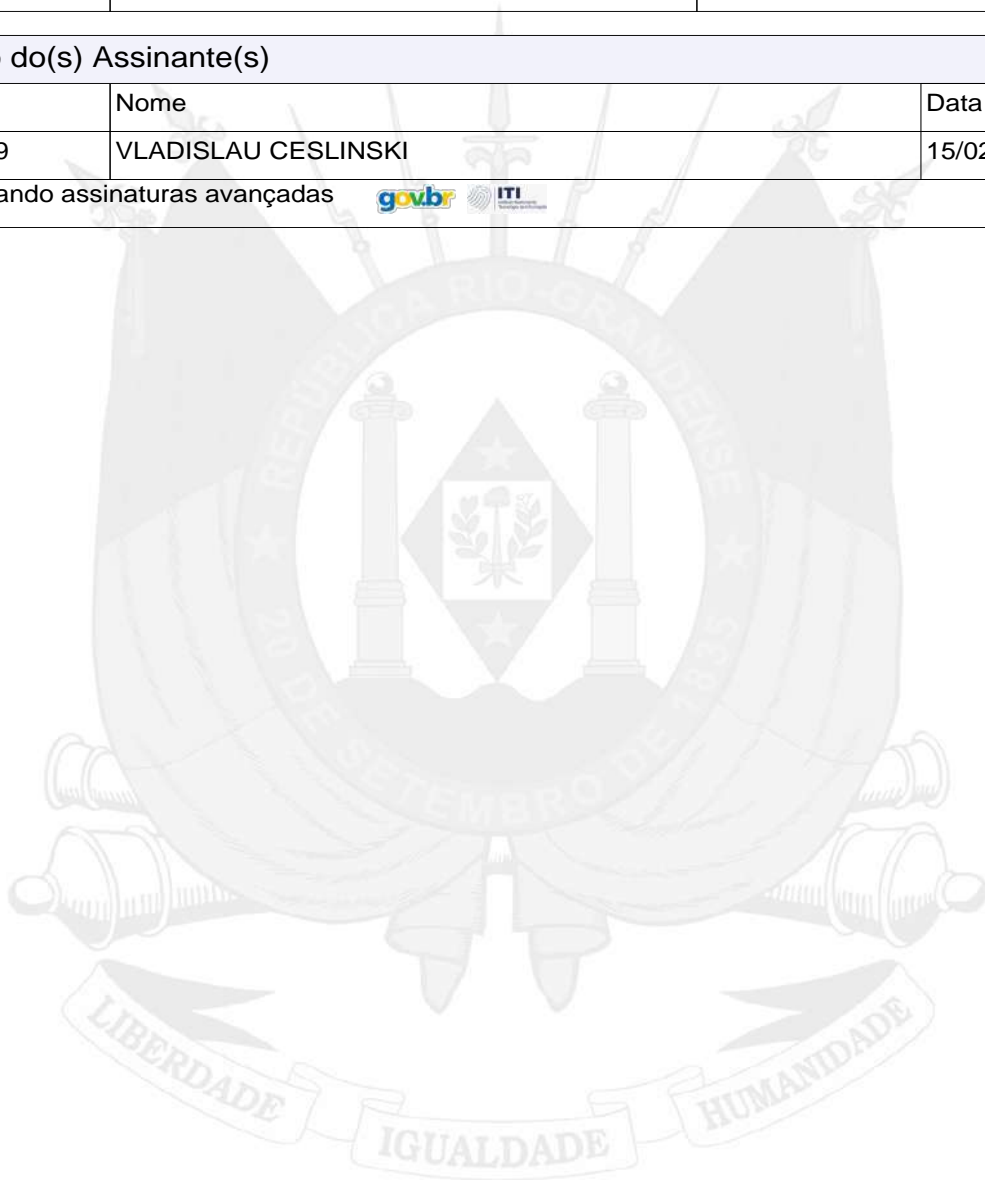 do(s) Assinante(s)
Nome
Data
9
VLADISLAU CESLINSKI
15/02
ando assinaturas avançadas
gov.br
ITI
REPÚBLICA RIO-GRANDENSE
20 DE SETEMBRO DE 1835
LIBERDADE
IGUALDADE
HUMANIDADE